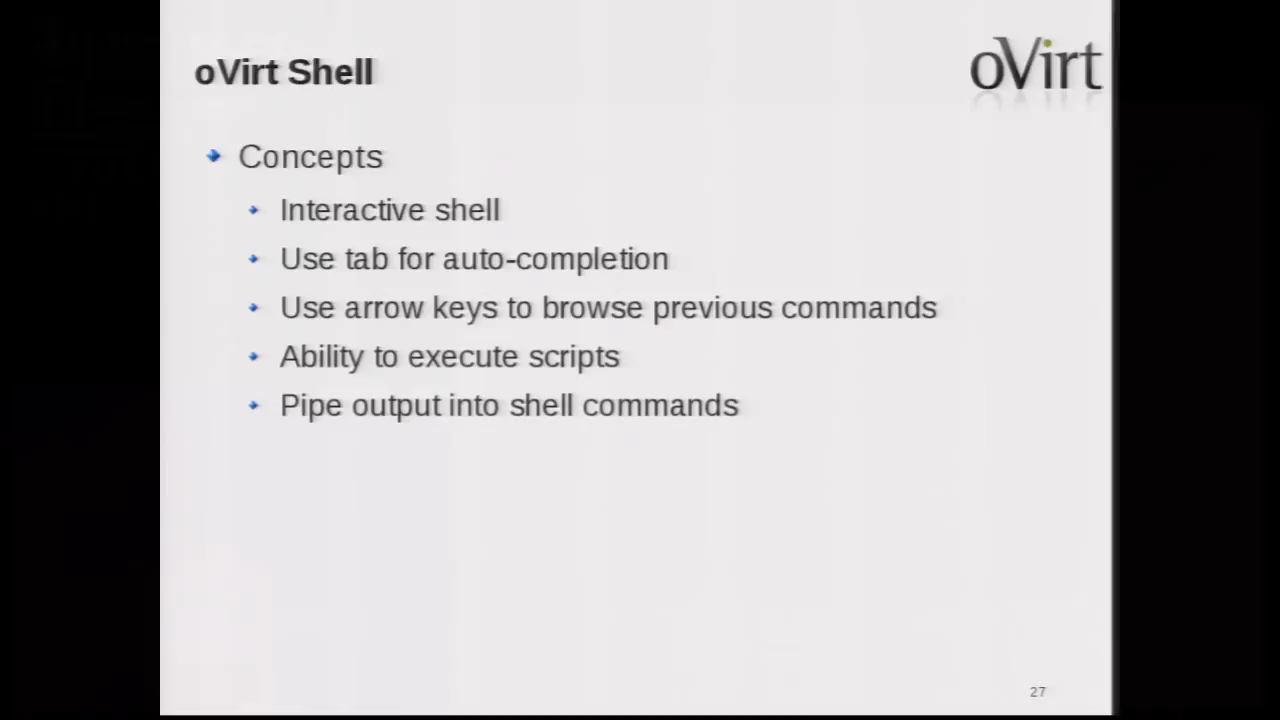 oVirt Shell
oVirt
Concepts
Interactive shell
Use tab for auto-completion
Use arrow keys to browse previous commands
Ability to execute scripts
Pipe output into shell commands
27